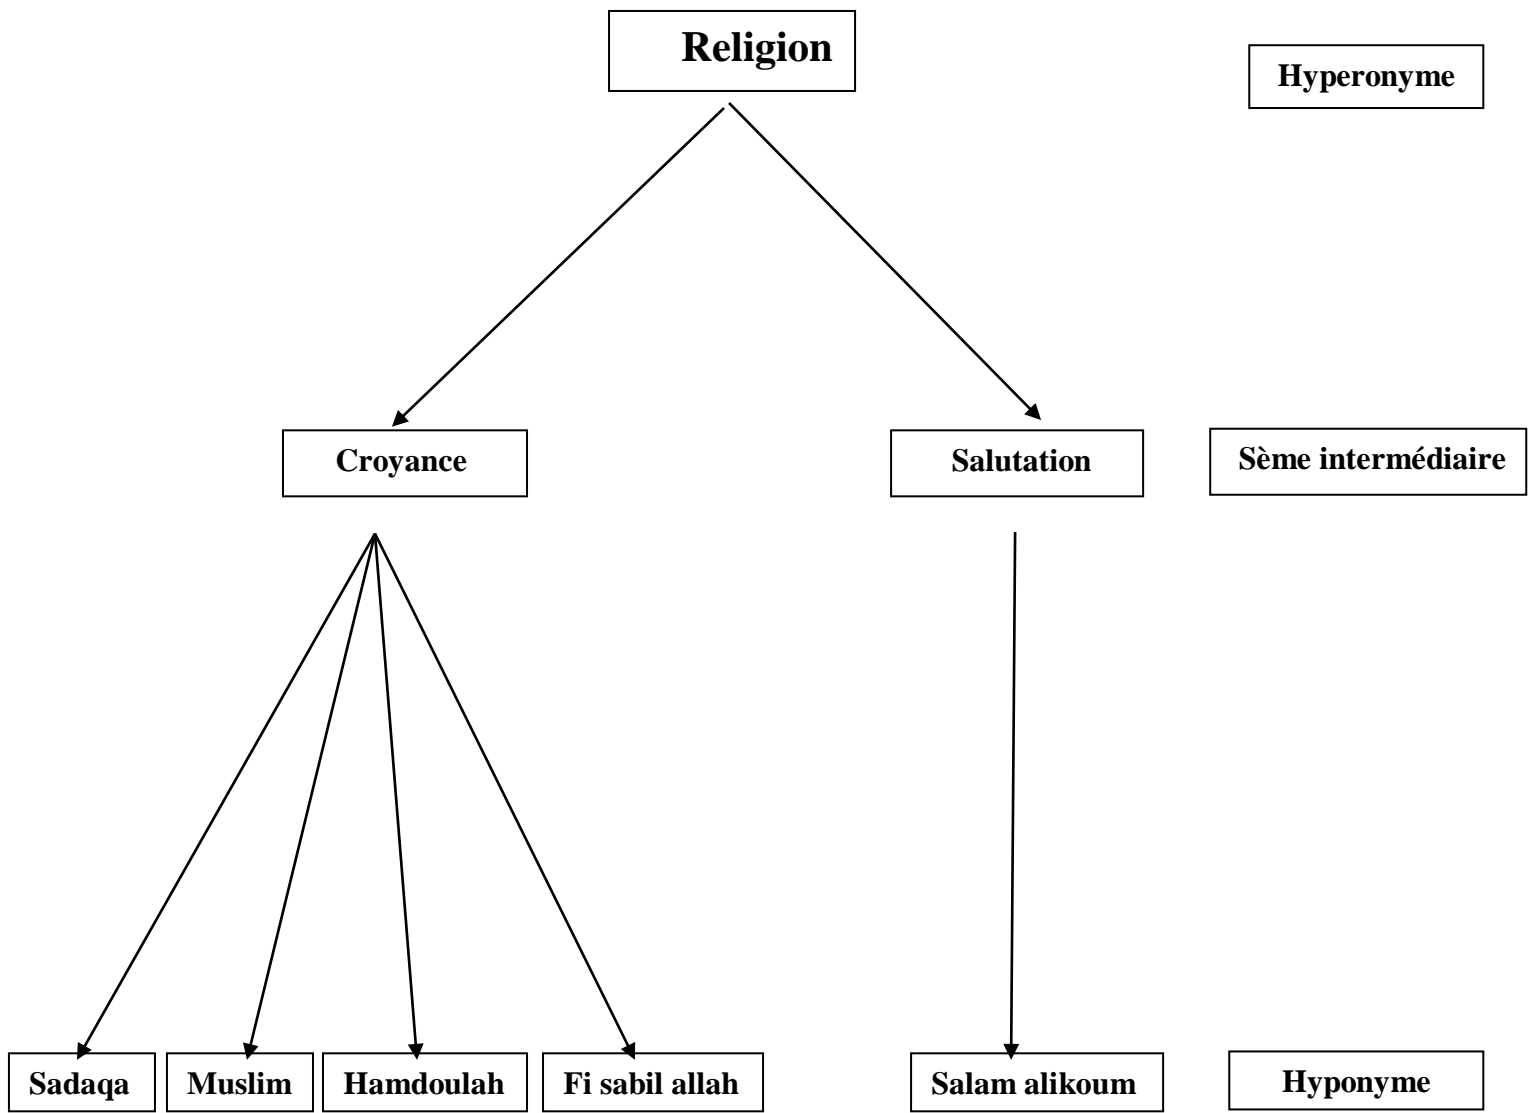 Religion
Hyperonyme
Croyance
Salutation
Sème intermédiaire
Sadaqa
Muslim
Hamdoulah
Fi sabil allah
Salam alikoum
Hyponyme